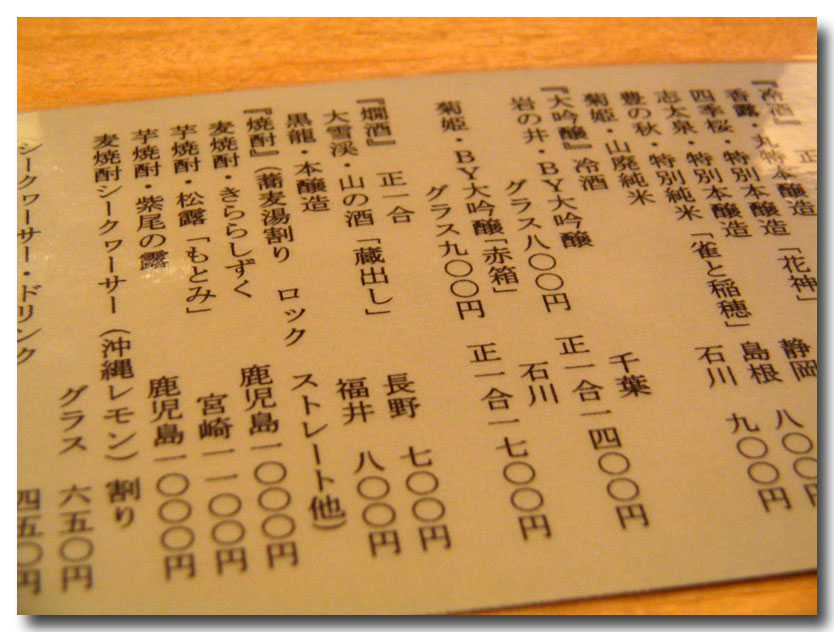 『冷酒』 正
香露・九特本醸造
四季桜・特別本醸造「花神」
志太泉・特別本醸造 静岡
豊の秋・特別純米「雀と稲穂」 島根 八〇〇
菊姫・山廃純米 石川 九〇〇円
『大吟醸』冷酒
岩の井・BY大吟醸 千葉
グラス八〇〇円 正一合一四〇〇円
菊姫・BY大吟醸「赤箱」 石川
グラス九〇〇円 正一合一七〇〇円
『燗酒』 正一合
大雪渓・山の酒「蔵出し」 長野 七〇〇円
黒龍・本醸造 福井 八〇〇円
『焼酎』(蕎麦湯割り ロック ストレート他)
麦焼酎・きららしずく 鹿児島一〇〇〇円
芋焼酎・松露「もとみ」 宮崎一一〇〇円
芋焼酎・紫尾の露 鹿児島一〇〇〇円
麦焼酎シークヮーサー(沖縄レモン)割り
グラス 六五〇円
シークヮーサー・ドリンク 四五〇円